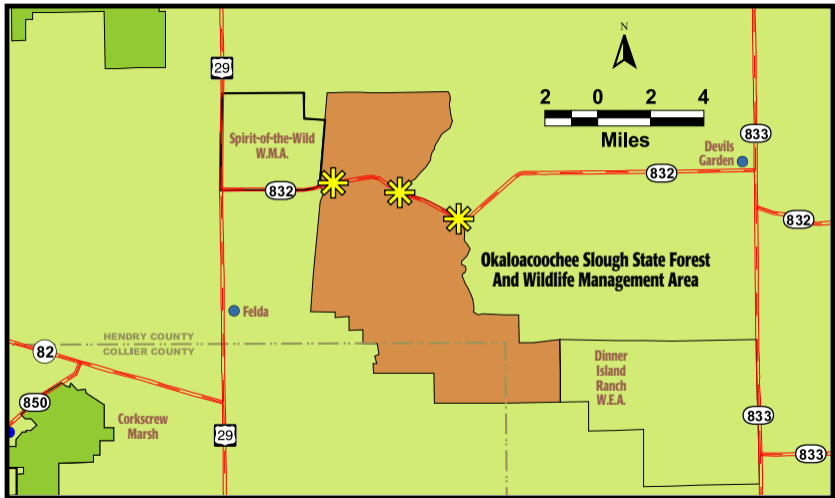 N
29
2 0 2 4
Miles
833
Spirit-of-the-Wild
W.M.A.
Devils
Garden
832
832
832
Okaloacoochee Slough State Forest
And Wildlife Management Area
Felda
HENDRY COUNTY
COLLIER COUNTY
82
Dinner
Island
Ranch
W.E.A.
850
Corkscrew
Marsh
29
833
833